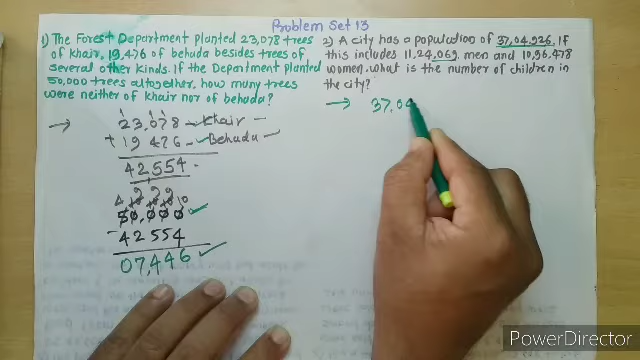 Problem Set 13
1) The Forest Department planted 23,078 trees
of khair, 19,476 of behada besides trees of
several other kinds. If the Department planted
50,000 trees altogether, how many trees
were neither of khair nor of behada?
23,078 - Khair -
+ 19 476 - Behada -
42,554
50,000
- 42 554
07,446
2) A city has a population of 37,04,926. If
this includes 11,24,069 men and 10,96,478
women. what is the number of children in
the city?
37,04
PowerDirector